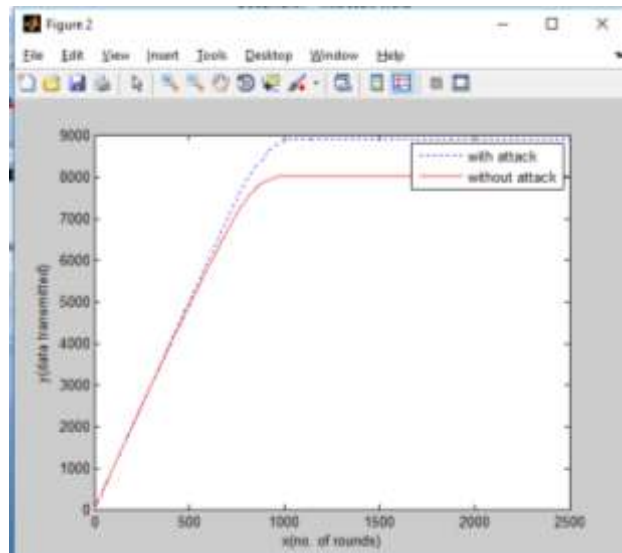 Figure 2
File Edit View Insert Tools Desktop Window Help
9000
8000
7000
6000
5000
4000
3000
2000
1000
0
with attack
without attack
y(data transmitted)
0 500 1000 1500 2000 2500
x(no. of rounds)